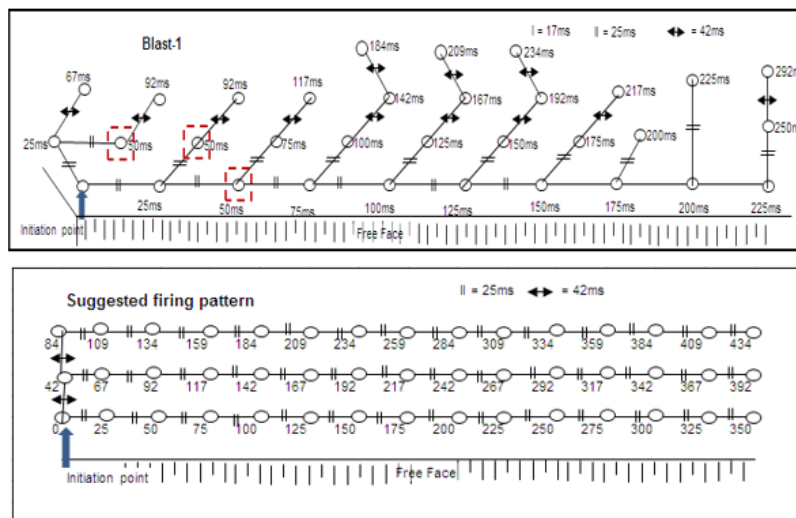 184ms 209ms 234ms | = 17ms || = 25ms = 42ms
Blast-1
67ms 92ms 92ms 117ms 225ms 292ms
142ms 167ms 192ms 217ms
25ms 50ms 50ms 75ms 100ms 125ms 150ms 175ms 200ms 250ms
25ms 50ms 75ms 100ms 125ms 150ms 175ms 200ms 225ms
Initiation point Free Face
Suggested firing pattern || = 25ms = 42ms
84 109 134 159 184 209 234 259 284 309 334 359 384 409 434
42 67 92 117 142 167 192 217 242 267 292 317 342 367 392
0 25 50 75 100 125 150 175 200 225 250 275 300 325 350
Initiation point Free Face